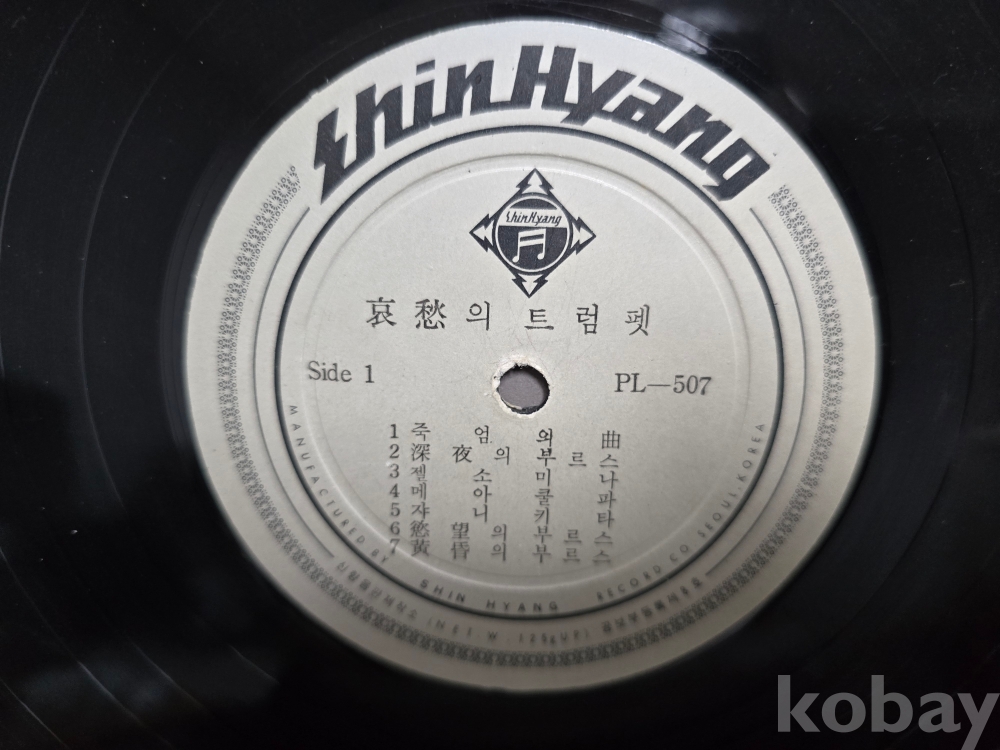 ShinHyang
ShinHyang
哀愁의 트럼펫
Side 1
PL—507
1 죽엄의曲
2 深夜의부르스
3 젤소미나
4 메아쿨파
5 쟈니키타
6 慾望의부르스
7 黃昏의부르스
MANUFACTURED BY SHIN HYANG RECORD CO SEOUL, KOREA
kobay